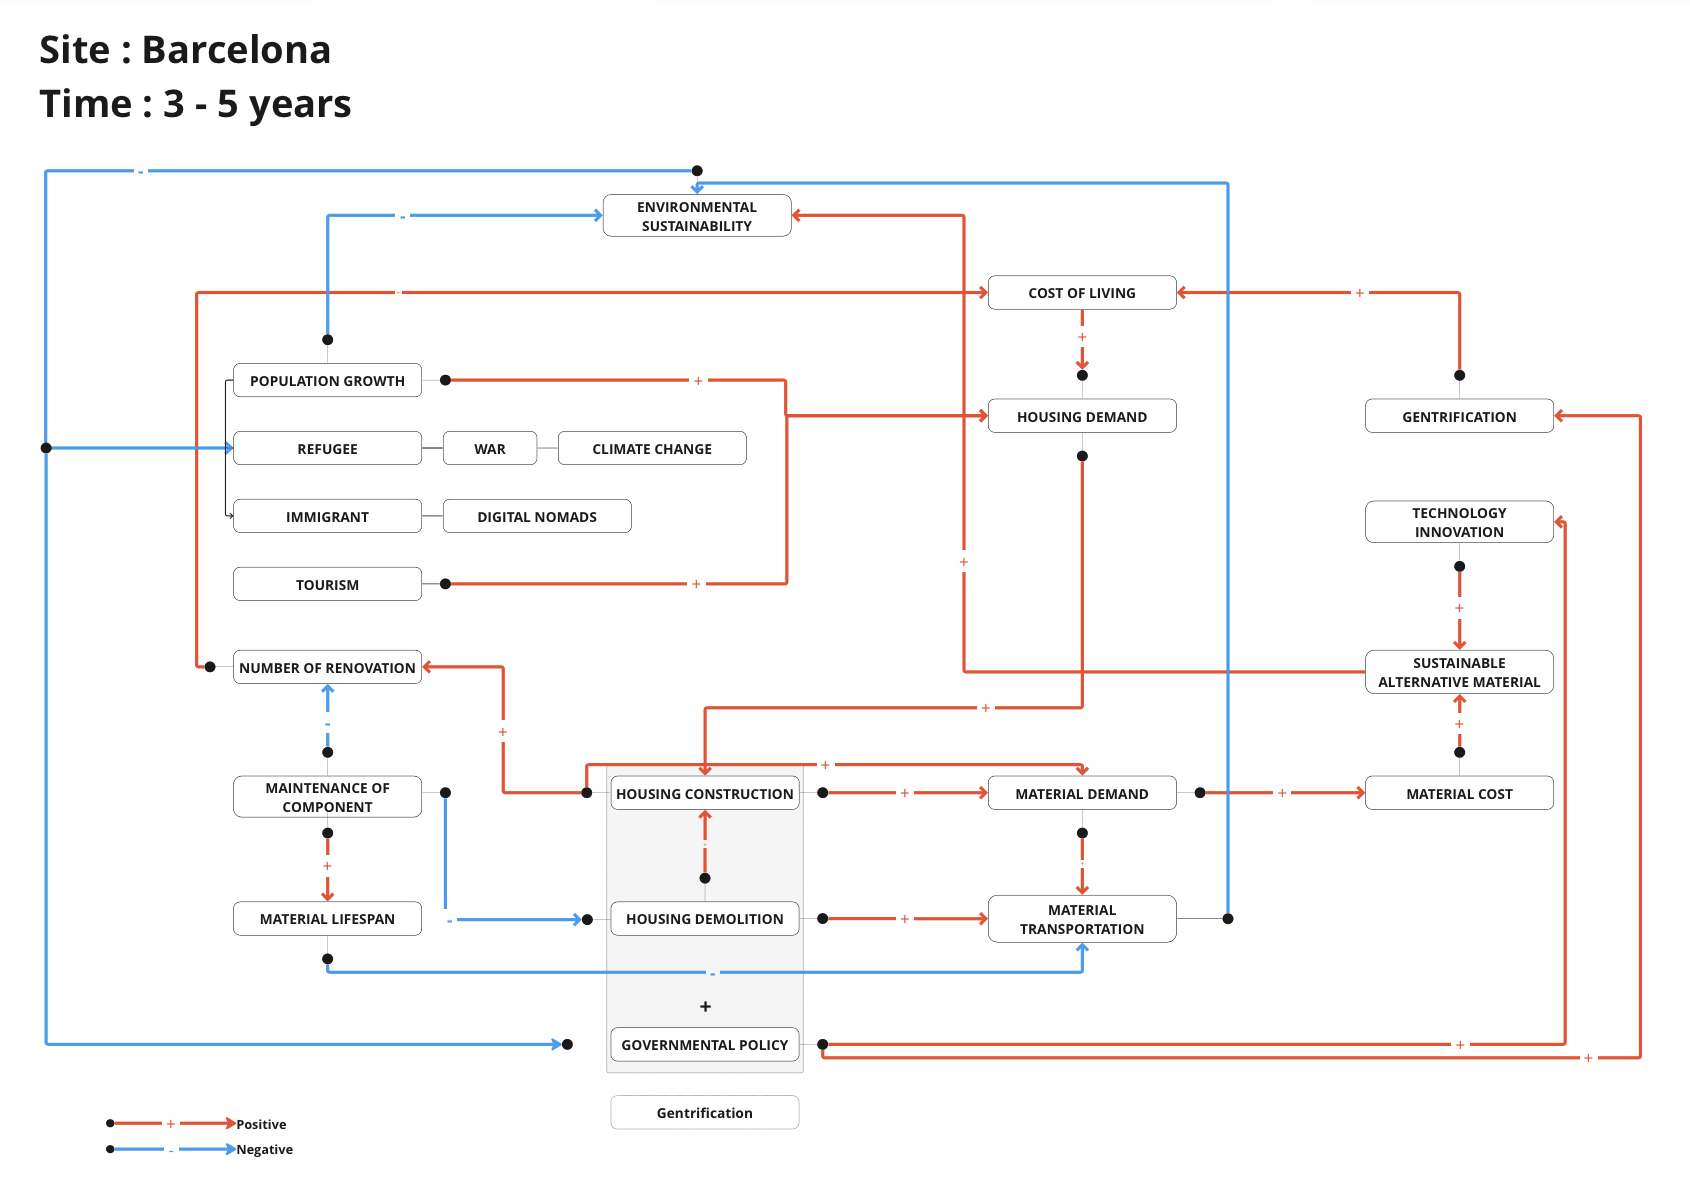 Site : Barcelona
Time : 3 - 5 years
-
ENVIRONMENTAL
SUSTAINABILITY
-
COST OF LIVING
-
+
+
POPULATION GROWTH
+
HOUSING DEMAND
GENTRIFICATION
REFUGEE
WAR
CLIMATE CHANGE
IMMIGRANT
DIGITAL NOMADS
TECHNOLOGY
INNOVATION
+
TOURISM
+
+
NUMBER OF RENOVATION
SUSTAINABLE
ALTERNATIVE MATERIAL
+
-
+
+
+
MAINTENANCE OF
COMPONENT
HOUSING CONSTRUCTION
+
MATERIAL DEMAND
+
MATERIAL COST
+
-
-
MATERIAL LIFESPAN
-
HOUSING DEMOLITION
+
MATERIAL
TRANSPORTATION
-
+
GOVERNMENTAL POLICY
+
+
Gentrification
+
Positive
-
Negative